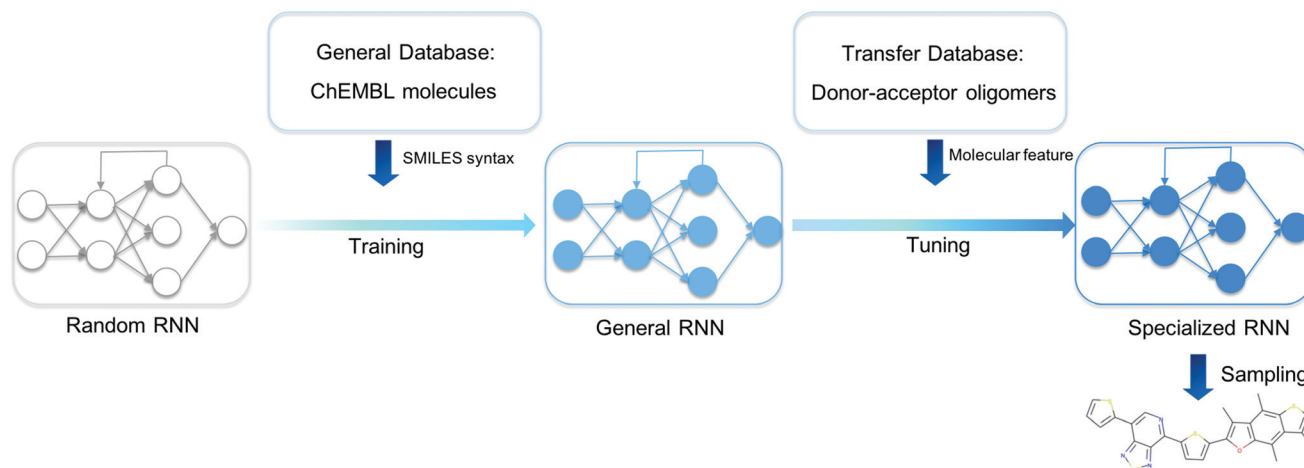 General Database:
ChEMBL molecules
Transfer Database:
Donor-acceptor oligomers
SMILES syntax
Molecular feature
Training
Tuning
Random RNN
General RNN
Specialized RNN
Sampling
S
N
S
S
O
N
N
S